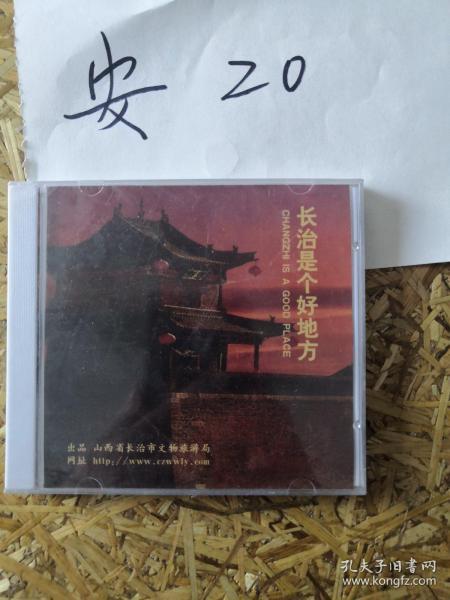 安 20
长治是个好地方
CHANGZHI IS A GOOD PLACE
出品 山西省长治市文物旅游局
网址 http://www.czwwly.com
孔夫子旧书网
www.kongfz.com